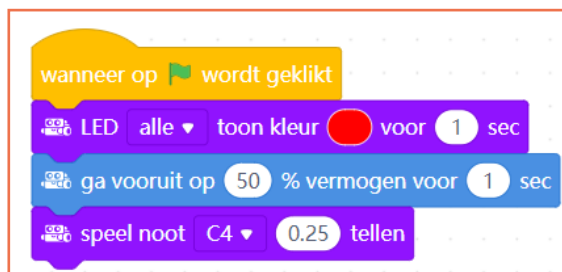 wanneer op wordt geklikt
LED alle toon kleur voor 1 sec
ga vooruit op 50 % vermogen voor 1 sec
speel noot C4 0.25 tellen